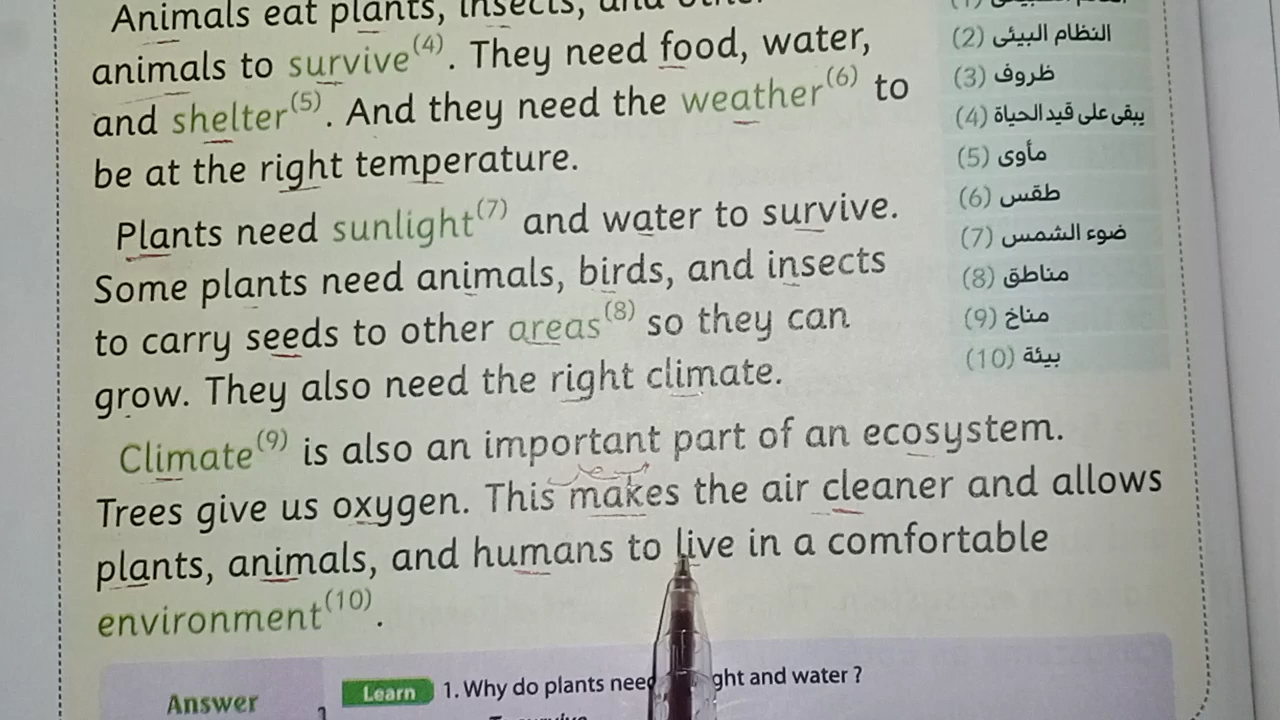 Animals eat plants, insects, and other
animals to survive(4). They need food, water,
and shelter(5). And they need the weather(6) to
be at the right temperature.
Plants need sunlight(7) and water to survive.
Some plants need animals, birds, and insects
to carry seeds to other areas(8) so they can
grow. They also need the right climate.
Climate(9) is also an important part of an ecosystem.
Trees give us oxygen. This makes the air cleaner and allows
plants, animals, and humans to live in a comfortable
environment(10).
(2) النظام البيئى
(3) ظروف
(4) يبقى على قيد الحياة
(5) مأوى
(6) طقس
(7) ضوء الشمس
(8) مناطق
(9) مناخ
(10) بيئة
Answer
Learn 1. Why do plants need ght and water ?